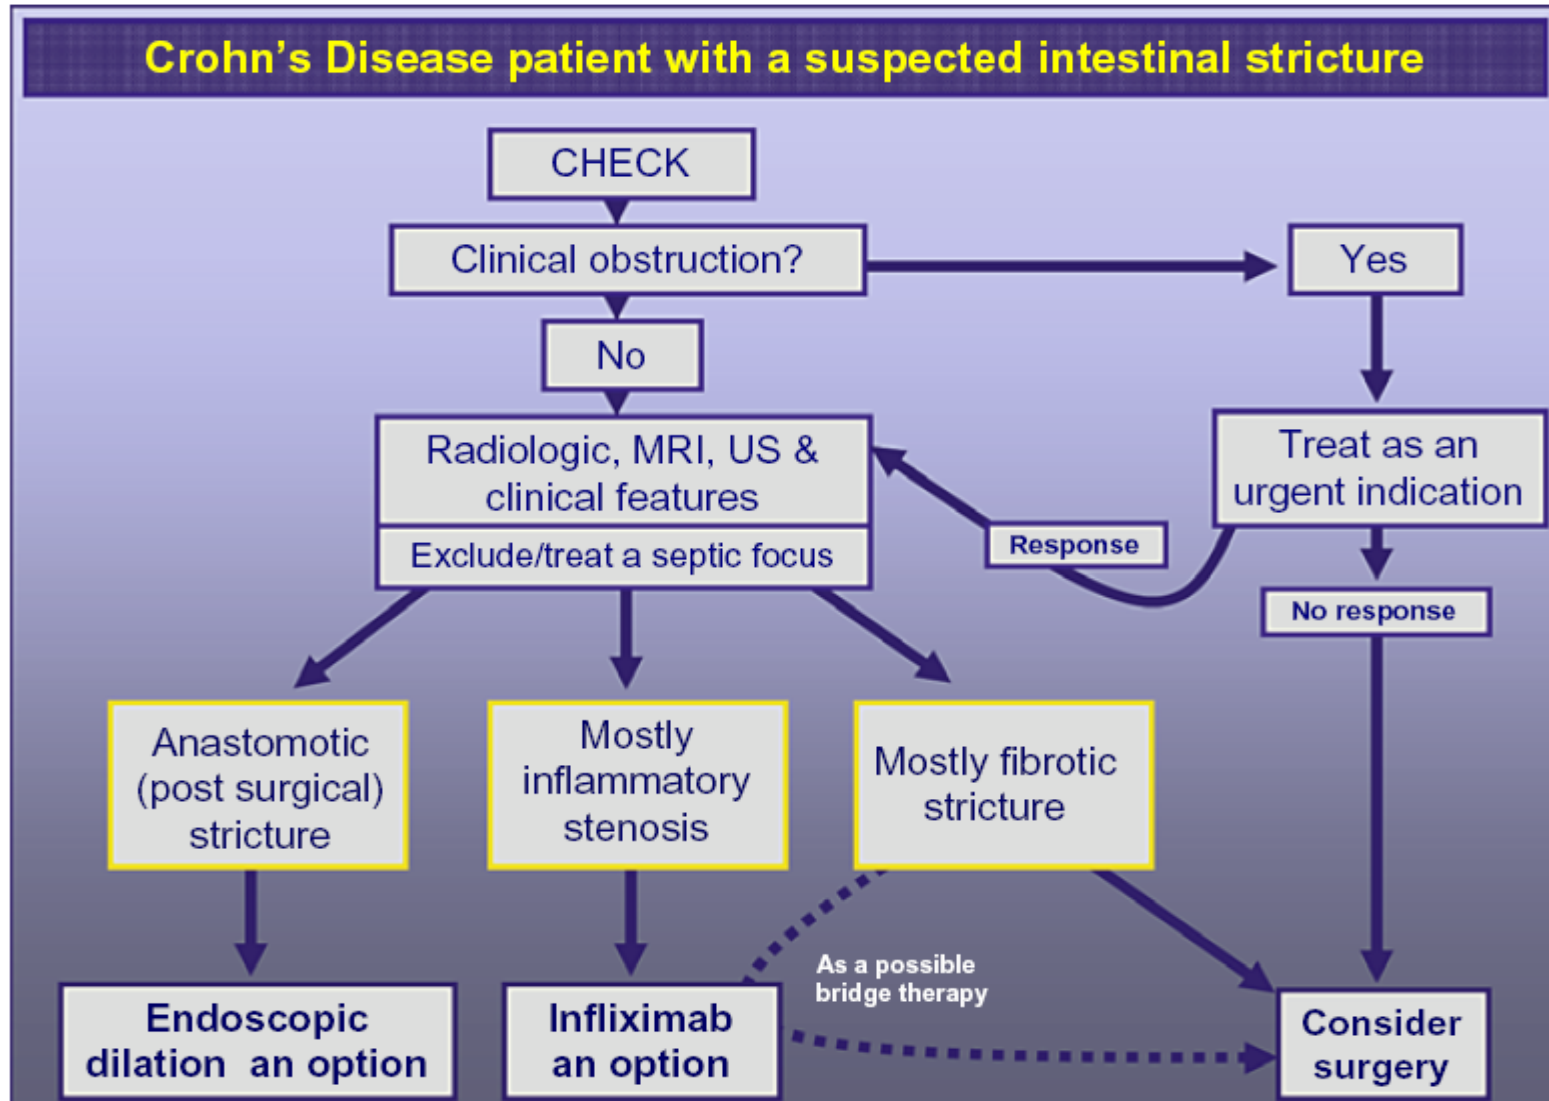 Crohn's Disease patient with a suspected intestinal stricture
CHECK
Clinical obstruction?
Yes
No
Radiologic, MRI, US &
clinical features
Exclude/treat a septic focus
Treat as an
urgent indication
Response
No response
Anastomotic
(post surgical)
stricture
Mostly
inflammatory
stenosis
Mostly fibrotic
stricture
As a possible
bridge therapy
Endoscopic
dilation an option
Infliximab
an option
Consider
surgery